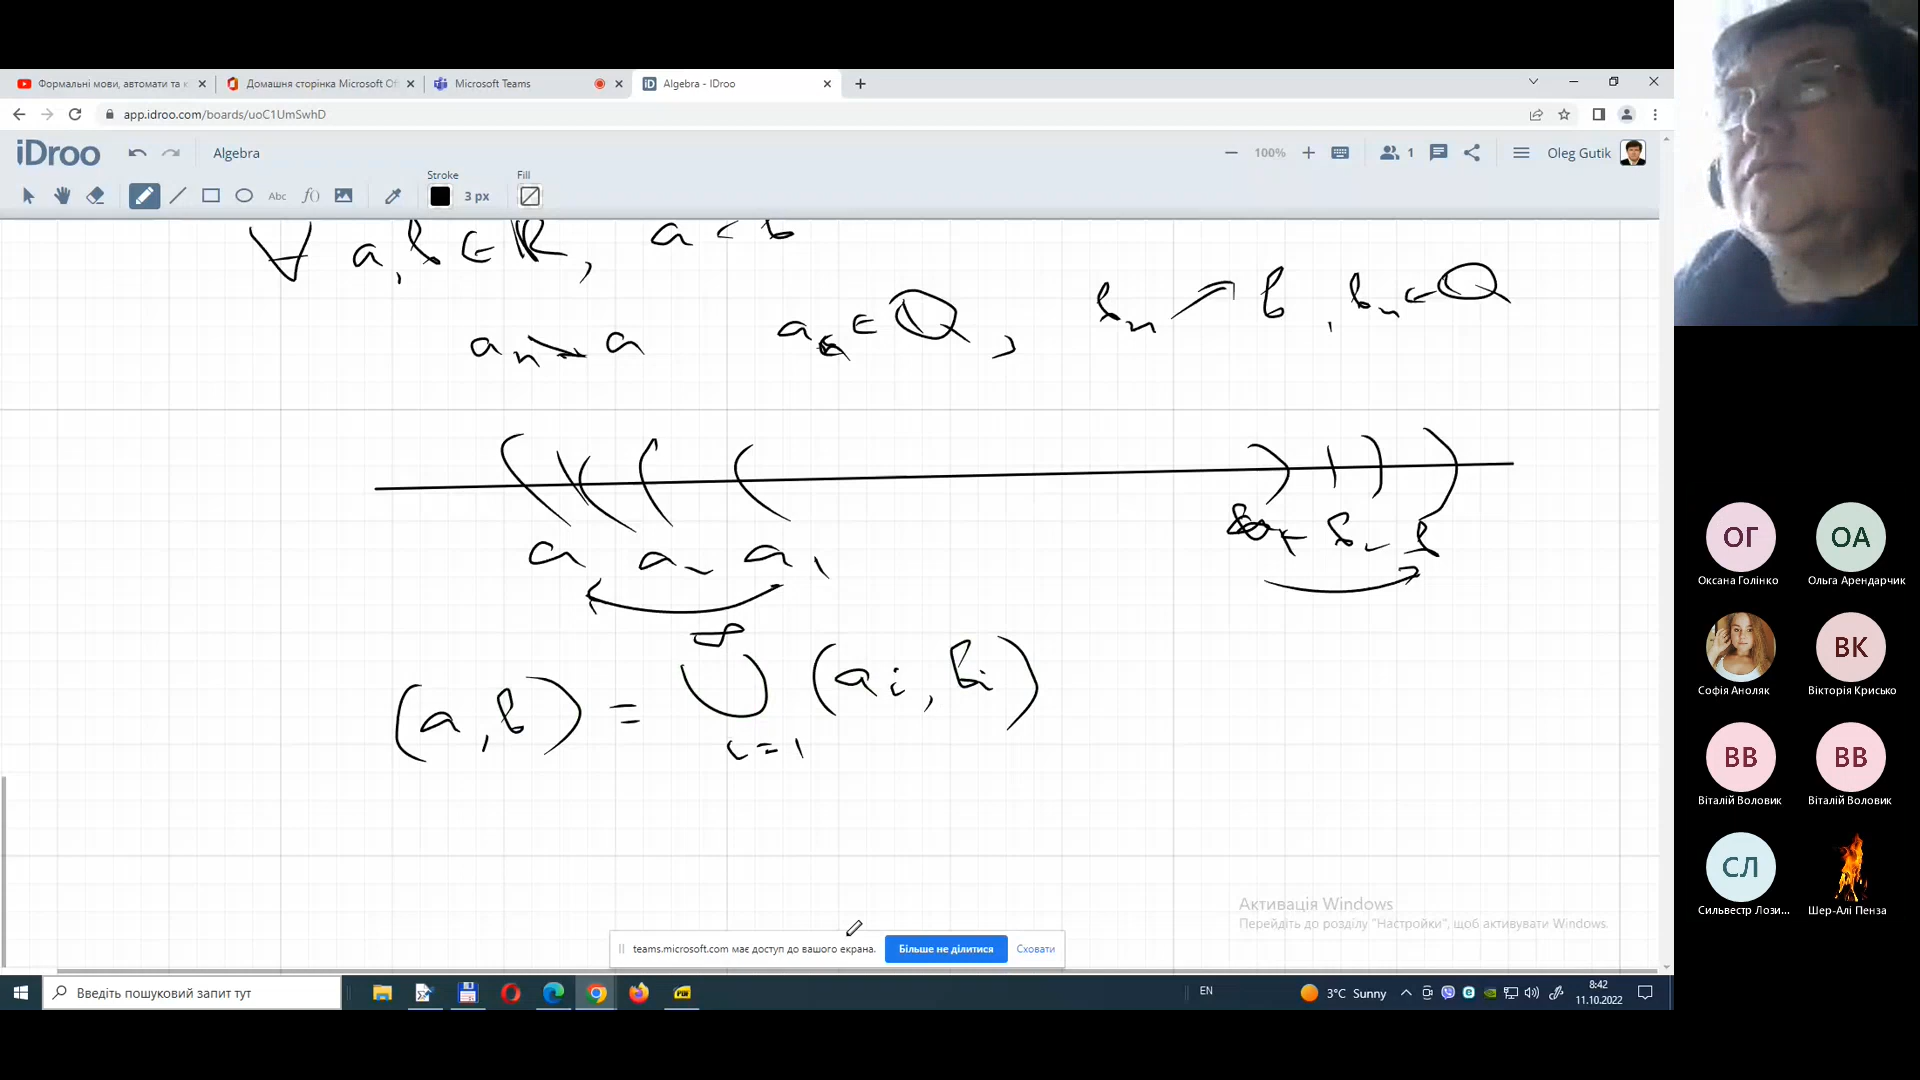 Формальні мови, автомати та к
Домашня сторінка Microsoft Of
Microsoft Teams
Algebra - IDroo
app.idroo.com/boards/uoC1UmSwhD
iDroo
Algebra
100%
1
Oleg Gutik
Abc
f()
Stroke
3 px
Fill
∀ a, b ∈ ℝ, a < b
aₙ ↘ a aₙ ∈ ℚ, bₙ ↗ b, bₙ ∈ ℚ
a a₂ a₁ b₁ b₂ b
(a, b) = ⋃_{i=1}^{∞} (aᵢ, bᵢ)
Активація Windows
Перейдіть до розділу "Настройки", щоб активувати Windows.
teams.microsoft.com має доступ до вашого екрана. Більше не ділитися Сховати
Введіть пошуковий запит тут
EN
3°C Sunny
8:42
11.10.2022
ОГ
Оксана Голінко
ОА
Ольга Арендарчик
Софія Аноляк
ВК
Вікторія Крисько
ВВ
Віталій Воловик
ВВ
Віталій Воловик
СЛ
Сильвестр Лози...
Шер-Алі Пенза